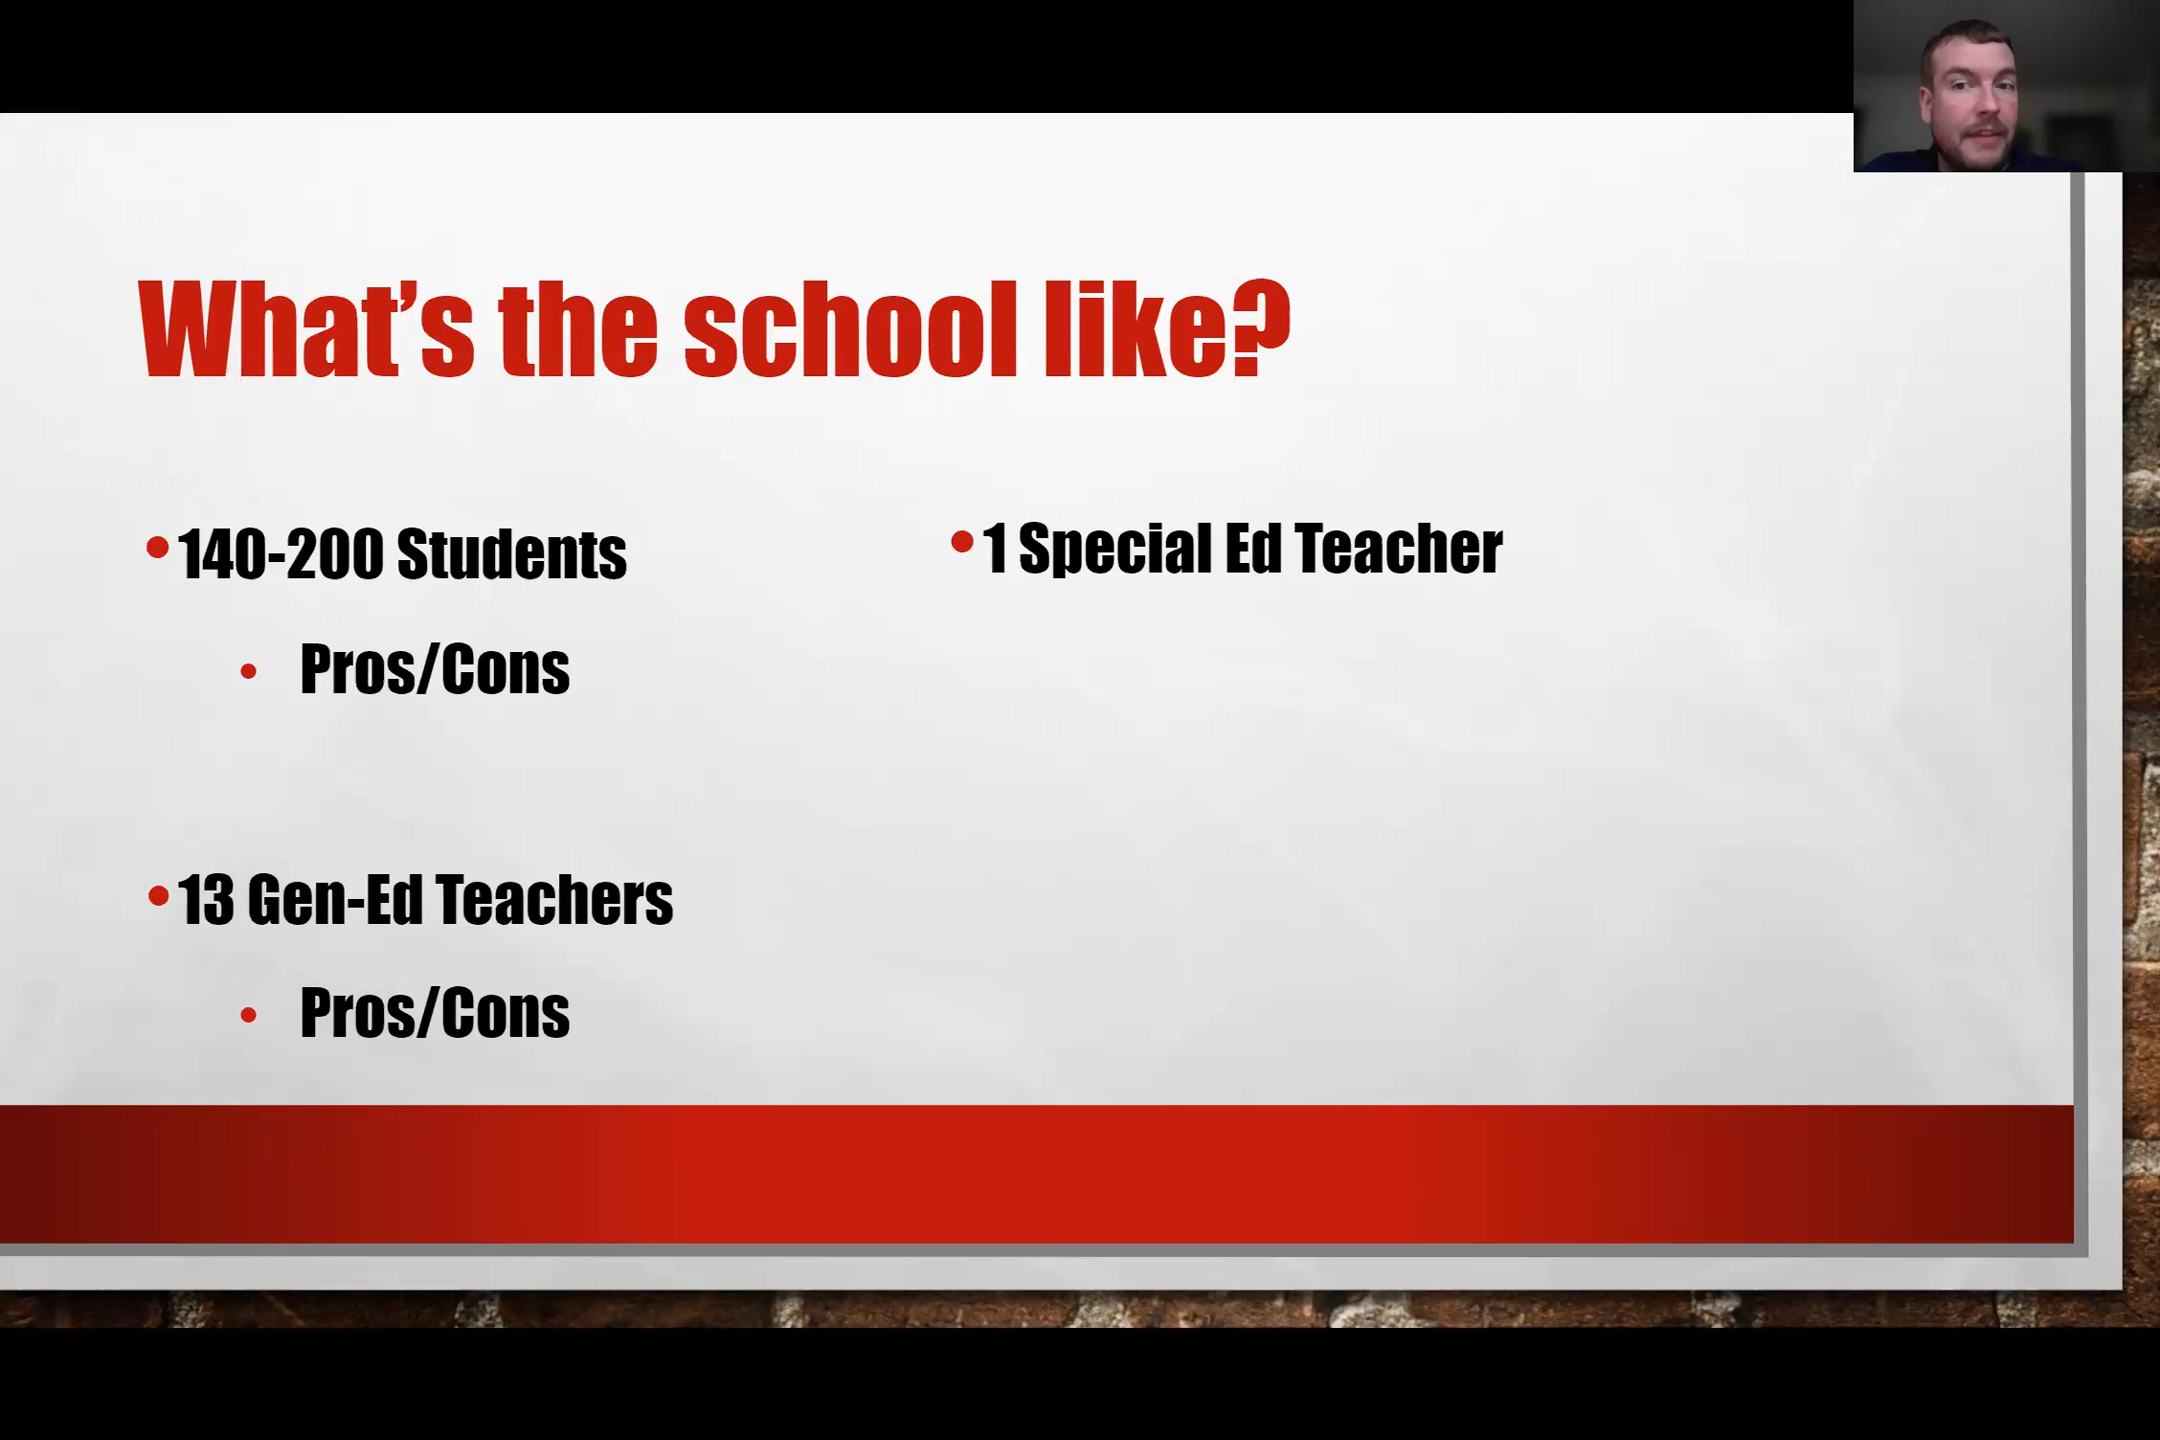 What’s the school like?
•140-200 Students
• Pros/Cons
•13 Gen-Ed Teachers
• Pros/Cons
•1 Special Ed Teacher